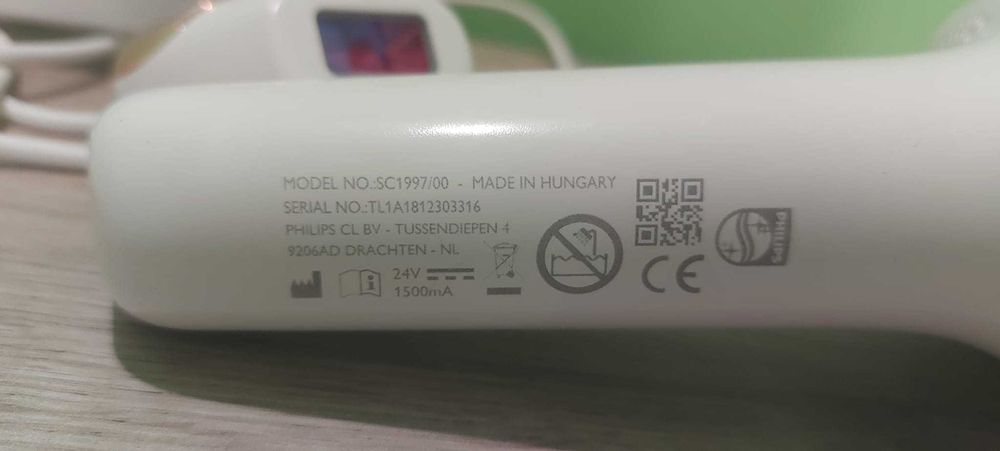 MODEL NO.:SC1997/00 - MADE IN HUNGARY
SERIAL NO.:TL1A1812303316
PHILIPS CL BV - TUSSENDIEPEN 4
9206AD DRACHTEN - NL
24V
1500mA
CE
PHILIPS